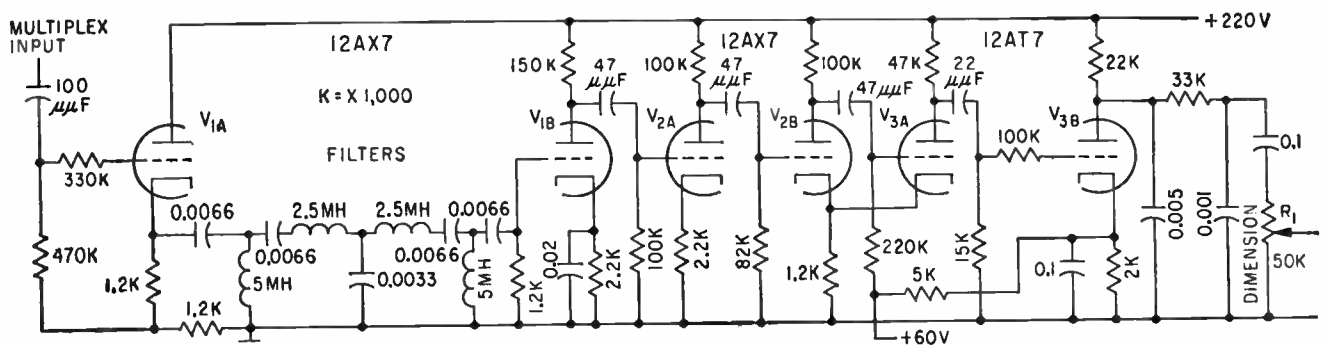 MULTIPLEX
INPUT
100
μμF
12AX7
K = X 1,000
FILTERS
V1A
330K
470K
1.2K
1.2K
0.0066
5MH
0.0066
2.5MH
0.0033
2.5MH
0.0066
0.0066
5MH
1.2K
150K
47
μμF
V1B
0.02
2.2K
100K
12AX7
100K
47
μμF
V2A
2.2K
82K
100K
47μμF
V2B
1.2K
220K
47K
22
μμF
V3A
12AT7
15K
100K
5K
+60V
V3B
22K
+220V
0.1
2K
33K
0.005
0.001
0.1
DIMENSION
R1
50K